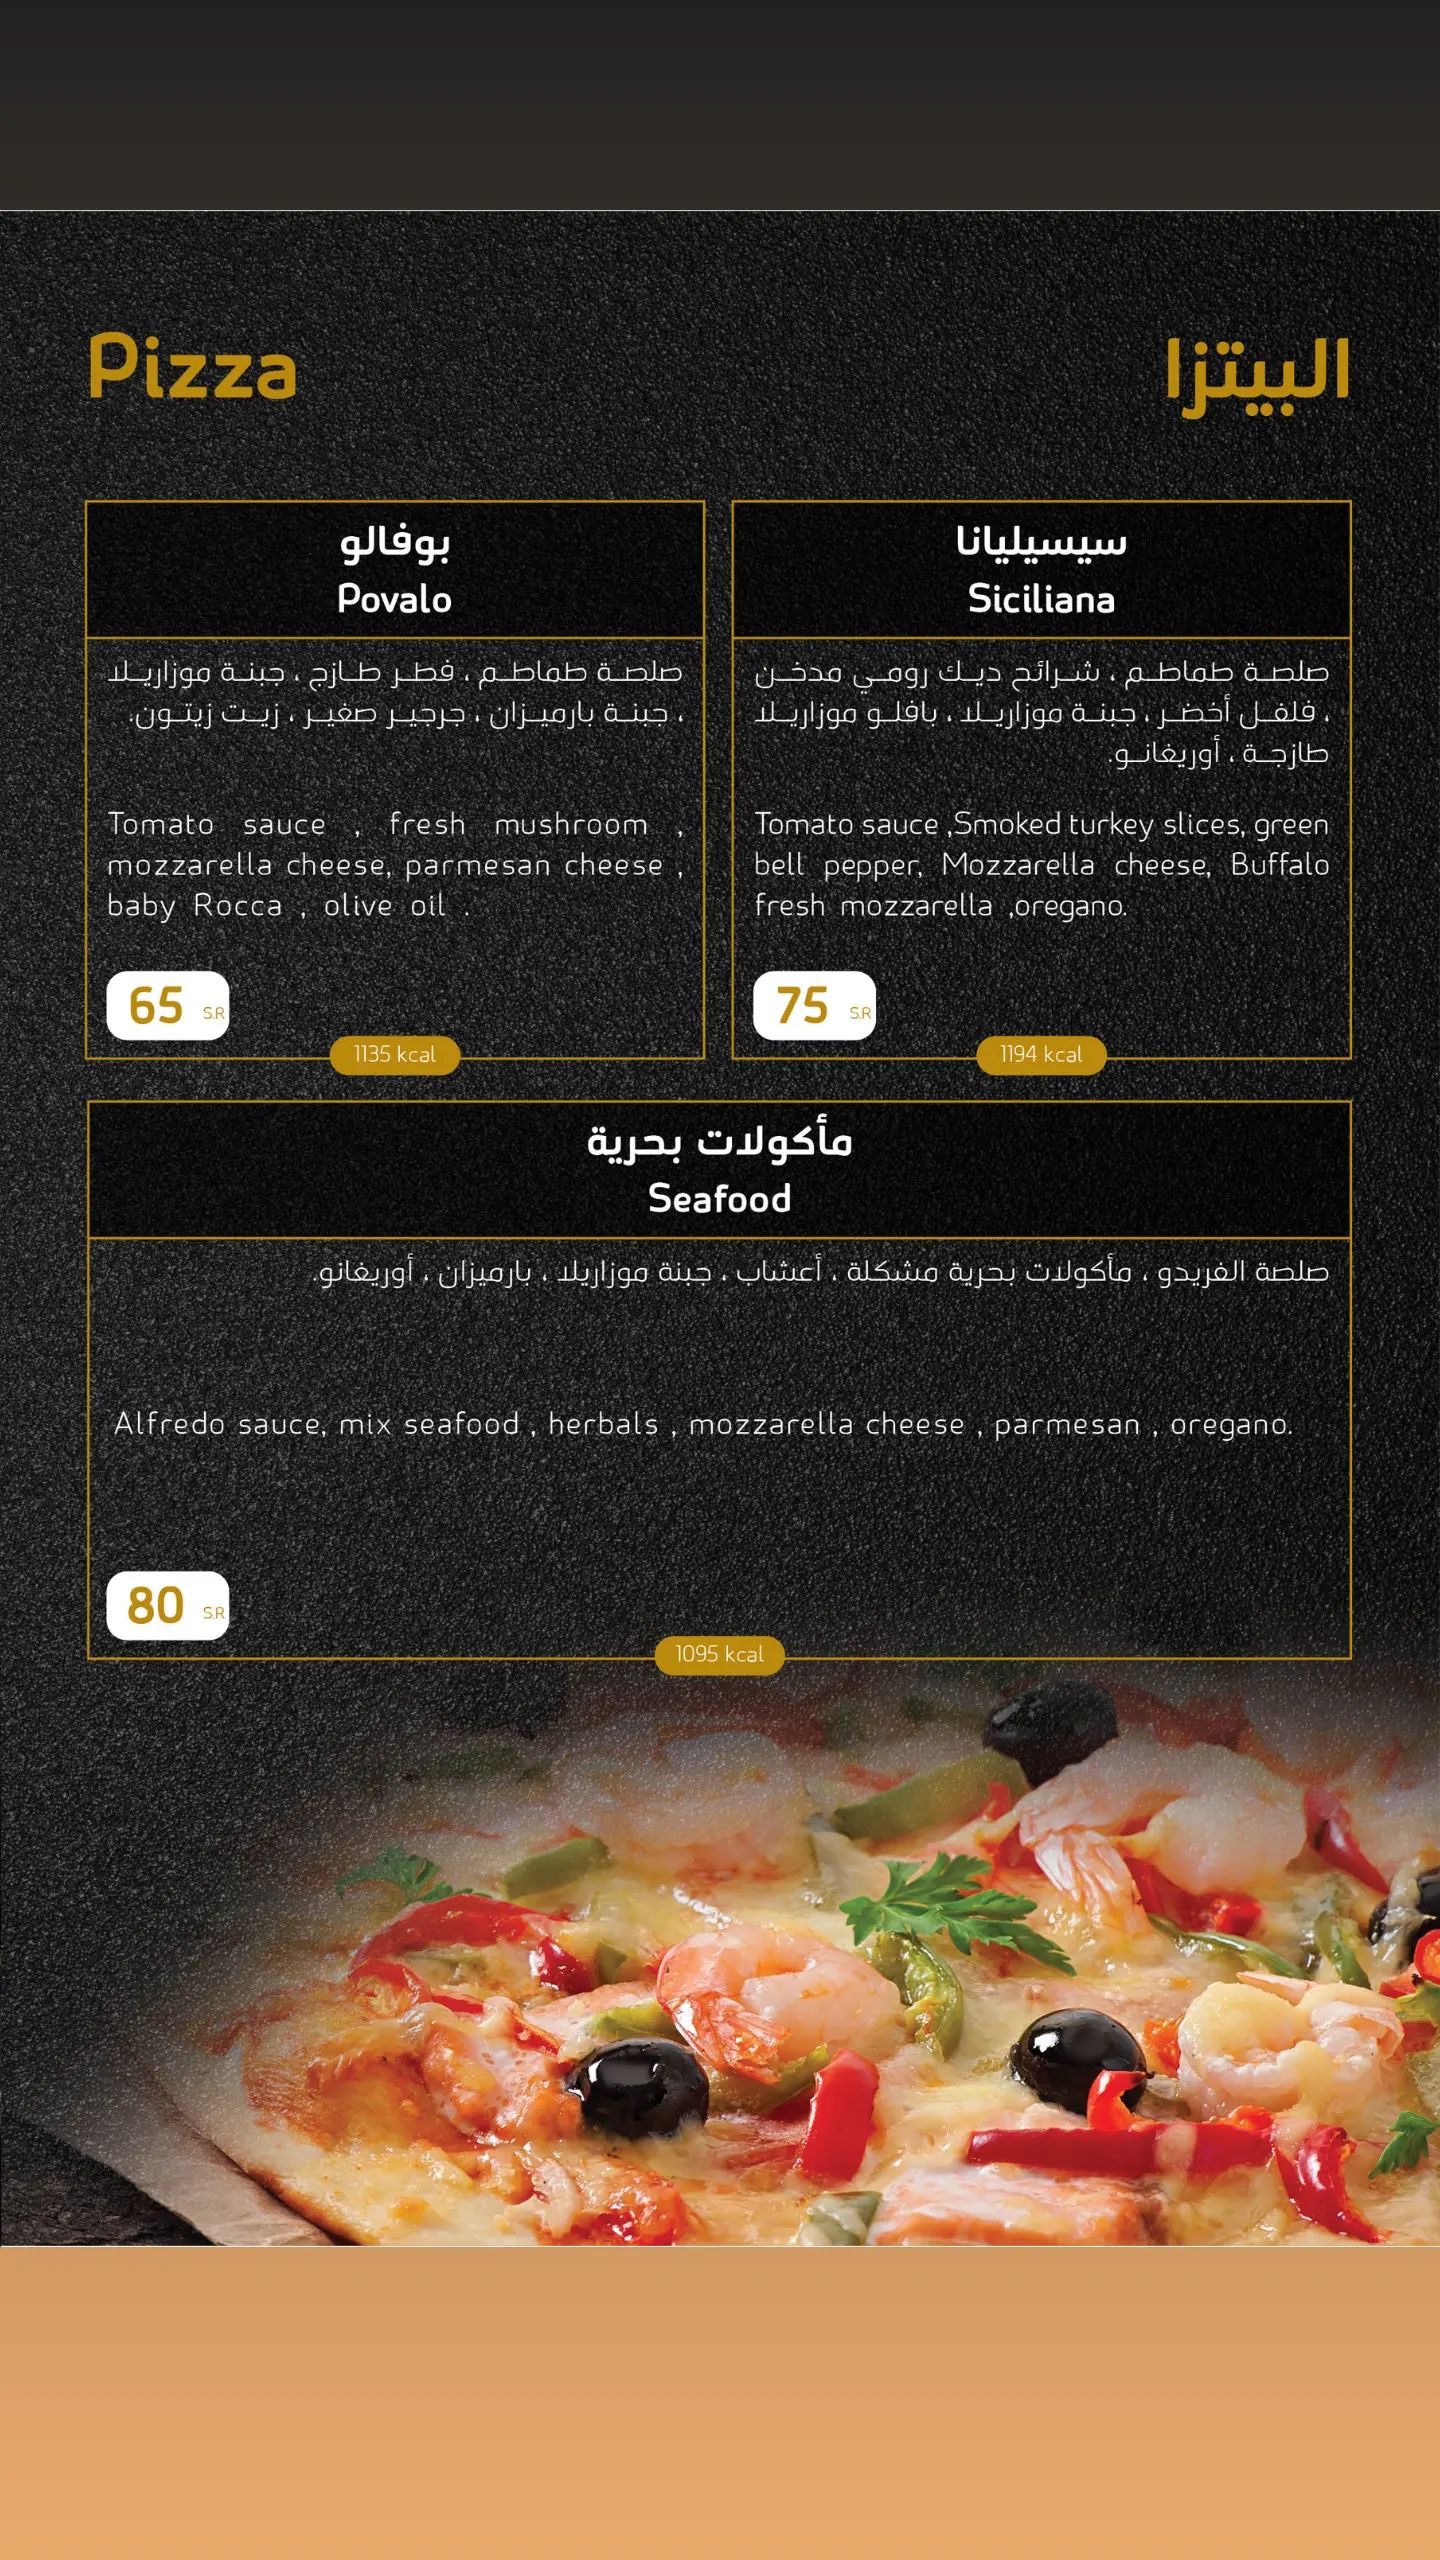 Pizza
البيتزا
بوفالو
Povalo
صلصة طماطم ، فطر طازج ، جبنة موزاريلا
، جبنة بارميزان ، جرجير صغير ، زيت زيتون.
Tomato sauce , fresh mushroom ,
mozzarella cheese, parmesan cheese ,
baby Rocca , olive oil .
65 S.R
1135 kcal
سيسيليانا
Siciliana
صلصة طماطم ، شرائح ديك رومي مدخن
، فلفل أخضر ، جبنة موزاريلا ، بافلو موزاريلا
طازجة ، أوريغانو.
Tomato sauce ,Smoked turkey slices, green
bell pepper, Mozzarella cheese, Buffalo
fresh mozzarella ,oregano.
75 S.R
1194 kcal
مأكولات بحرية
Seafood
صلصة الفريدو ، مأكولات بحرية مشكلة ، أعشاب ، جبنة موزاريلا ، بارميزان ، أوريغانو.
Alfredo sauce, mix seafood , herbals , mozzarella cheese , parmesan , oregano.
80 S.R
1095 kcal